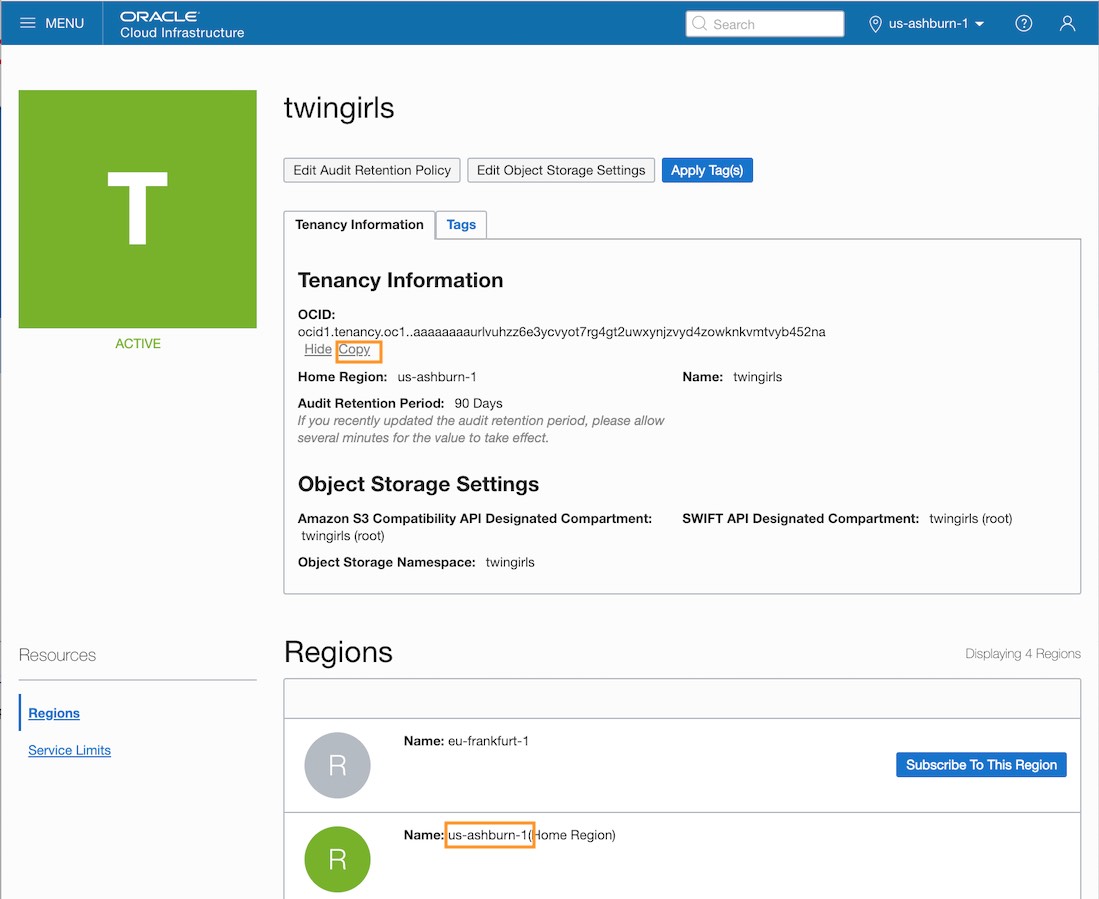 MENU
ORACLE
Cloud Infrastructure
Search
us-ashburn-1
?
T
ACTIVE
twingirls
Edit Audit Retention Policy
Edit Object Storage Settings
Apply Tag(s)
Tenancy Information
Tags
Tenancy Information
OCID:
ocid1.tenancy.oc1..aaaaaaaaurlvuhzz6e3ycvyot7rg4gt2uwxynjzvyd4zowknkvmtvyb452na
Hide Copy
Home Region: us-ashburn-1
Name: twingirls
Audit Retention Period: 90 Days
If you recently updated the audit retention period, please allow
several minutes for the value to take effect.
Object Storage Settings
Amazon S3 Compatibility API Designated Compartment:
twingirls (root)
SWIFT API Designated Compartment: twingirls (root)
Object Storage Namespace: twingirls
Resources
Regions
Service Limits
Regions
Displaying 4 Regions
R
Name: eu-frankfurt-1
Subscribe To This Region
R
Name: us-ashburn-1(Home Region)